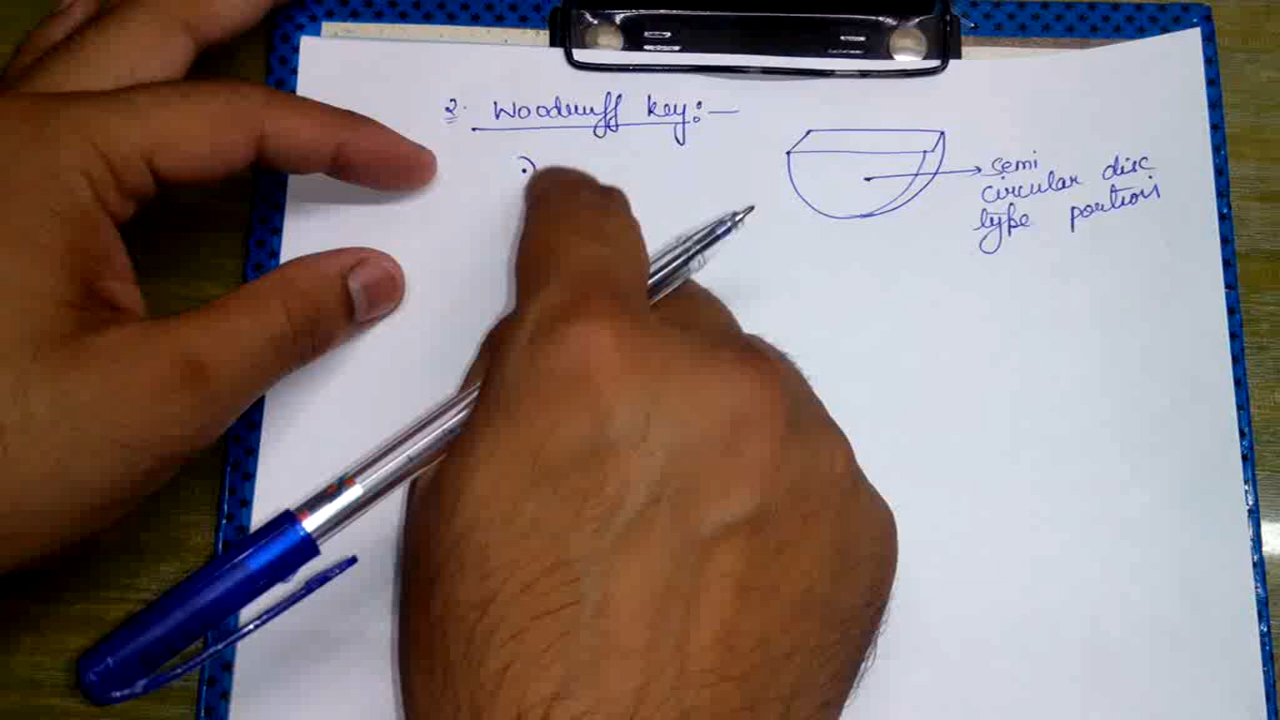 2. Woodruff key:-
semi
circular disc
type portion